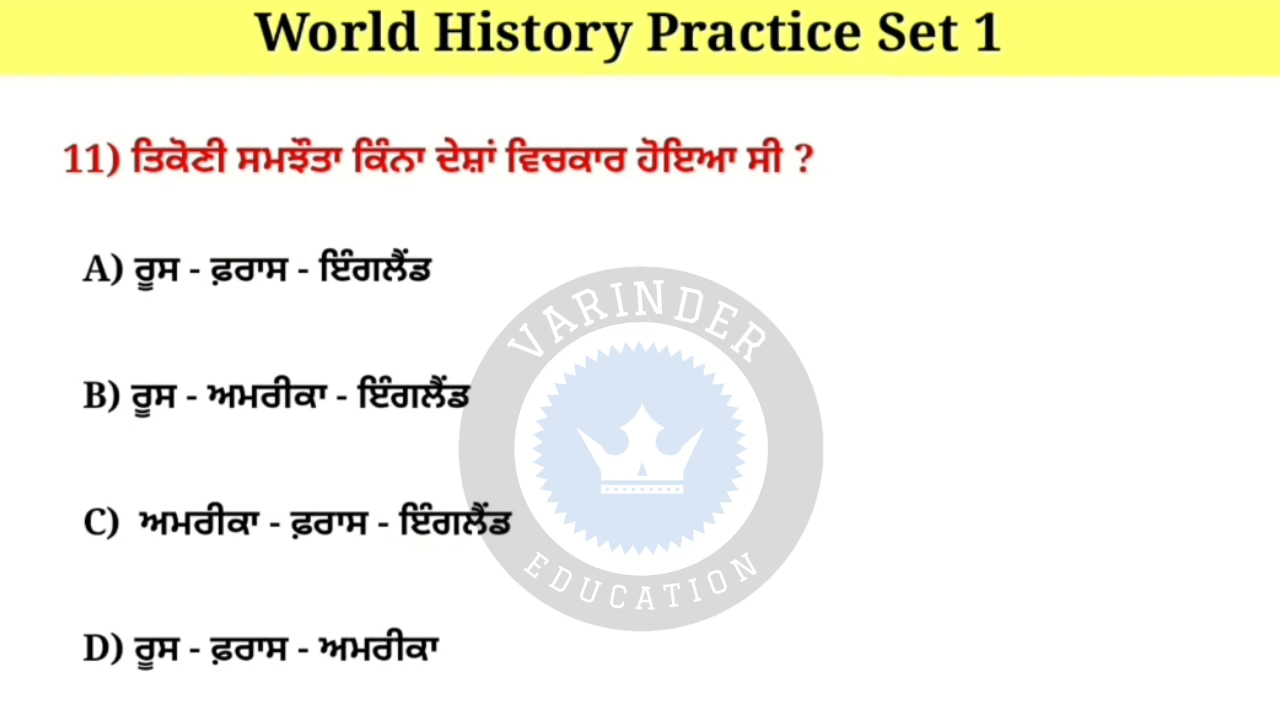 World History Practice Set 1
11) ਤਿਕੋਣੀ ਸਮਝੌਤਾ ਕਿੰਨਾ ਦੇਸ਼ਾਂ ਵਿਚਕਾਰ ਹੋਇਆ ਸੀ ?
A) ਰੂਸ - ਫ਼ਰਾਸ - ਇੰਗਲੈਂਡ
B) ਰੂਸ - ਅਮਰੀਕਾ - ਇੰਗਲੈਂਡ
C) ਅਮਰੀਕਾ - ਫ਼ਰਾਸ - ਇੰਗਲੈਂਡ
D) ਰੂਸ - ਫ਼ਰਾਸ - ਅਮਰੀਕਾ
VARINDER
EDUCATION